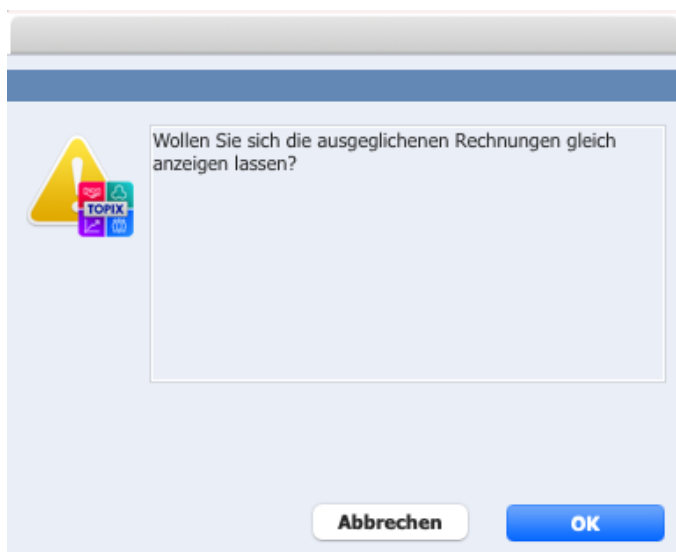 Wollen Sie sich die ausgeglichenen Rechnungen gleich
anzeigen lassen?
TOPIX
Abbrechen
OK